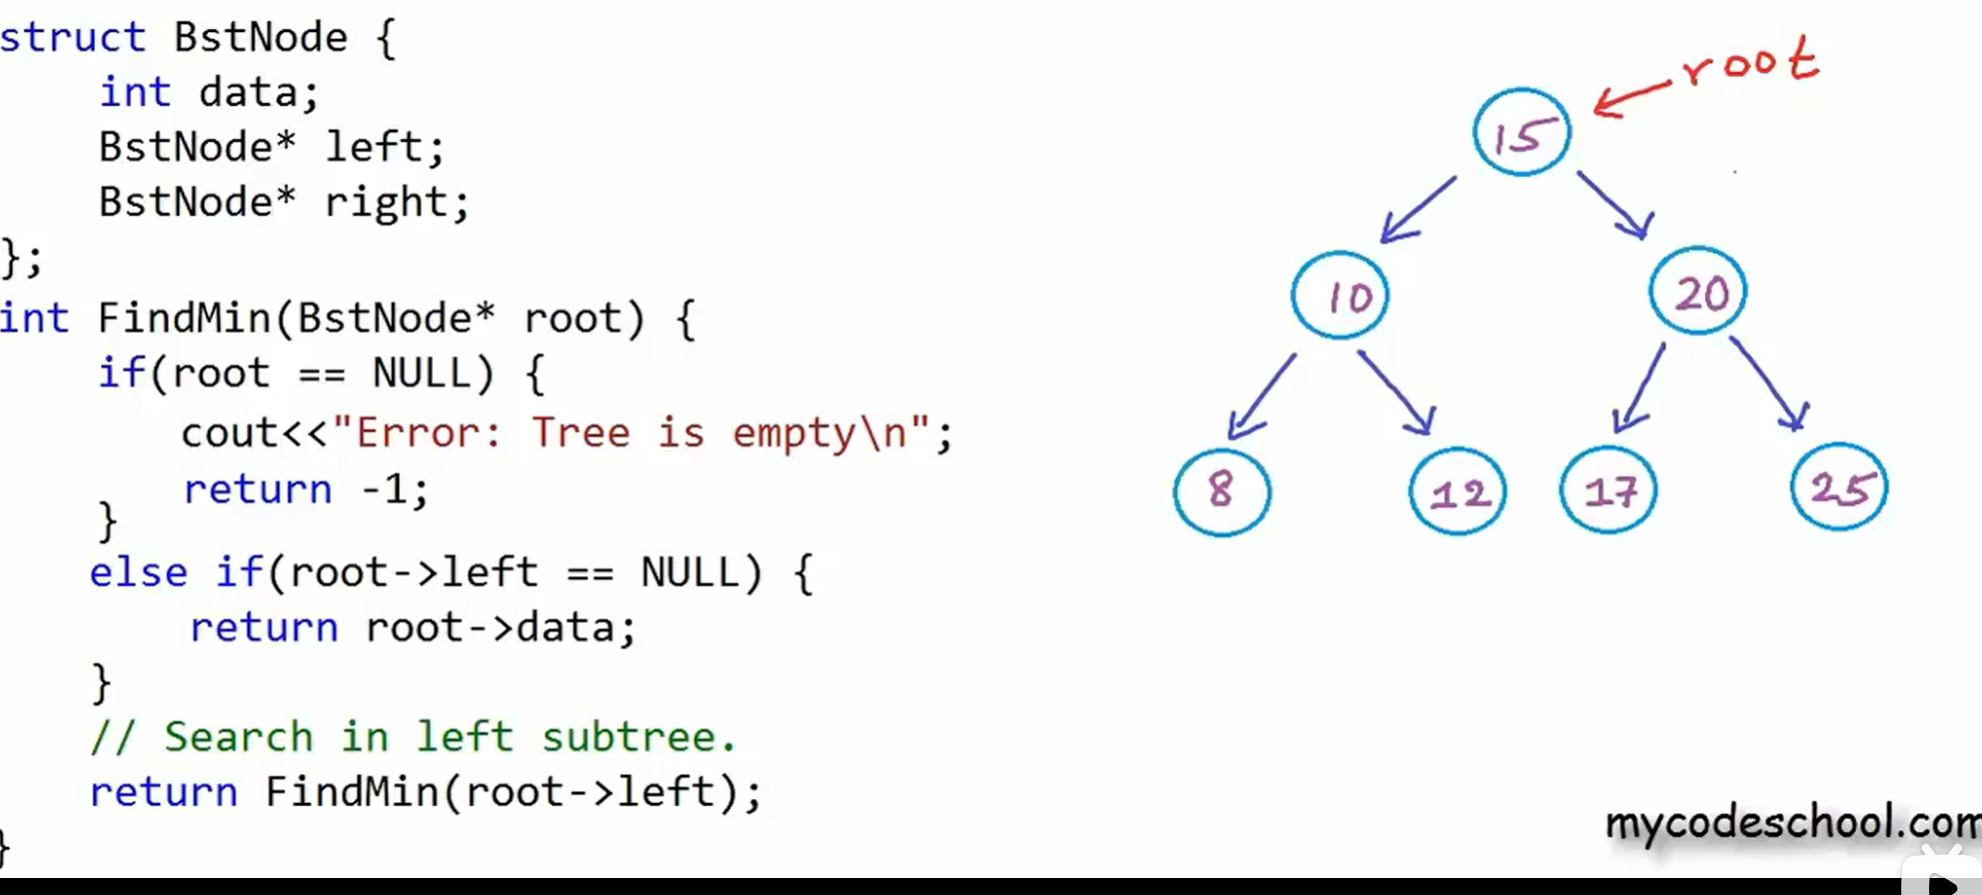 struct BstNode {
int data;
BstNode* left;
BstNode* right;
};
int FindMin(BstNode* root) {
if(root == NULL) {
cout<<"Error: Tree is empty\n";
return -1;
}
else if(root->left == NULL) {
return root->data;
}
// Search in left subtree.
return FindMin(root->left);
}
root
15
10 20
8 12 17 25
mycodeschool.com